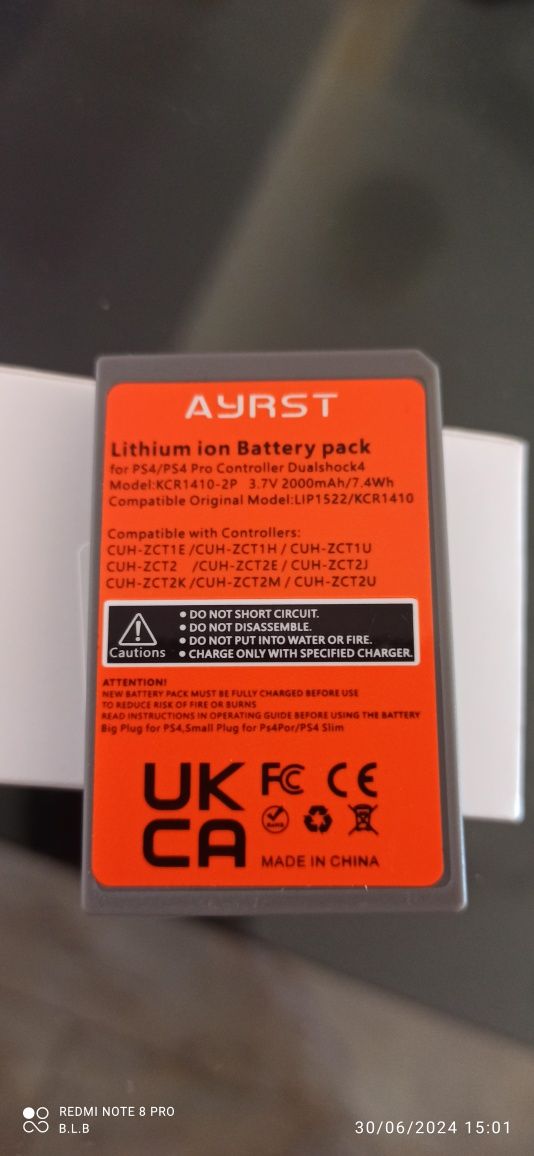 AYRST
Lithium ion Battery pack
for PS4/PS4 Pro Controller Dualshock4
Model:KCR1410-2P 3.7V 2000mAh/7.4Wh
Compatible Original Model:LIP1522/KCR1410
Compatible with Controllers:
CUH-ZCT1E /CUH-ZCT1H / CUH-ZCT1U
CUH-ZCT2 /CUH-ZCT2E / CUH-ZCT2J
CUH-ZCT2K /CUH-ZCT2M / CUH-ZCT2U
Cautions
• DO NOT SHORT CIRCUIT.
• DO NOT DISASSEMBLE.
• DO NOT PUT INTO WATER OR FIRE.
• CHARGE ONLY WITH SPECIFIED CHARGER.
ATTENTION!
NEW BATTERY PACK MUST BE FULLY CHARGED BEFORE USE
TO REDUCE RISK OF FIRE OR BURNS
READ INSTRUCTIONS IN OPERATING GUIDE BEFORE USING THE BATTERY
Big Plug for PS4,Small Plug for Ps4Por/PS4 Slim
UK
CA
FC CE
RoHS
MADE IN CHINA
REDMI NOTE 8 PRO
B.L.B
30/06/2024 15:01